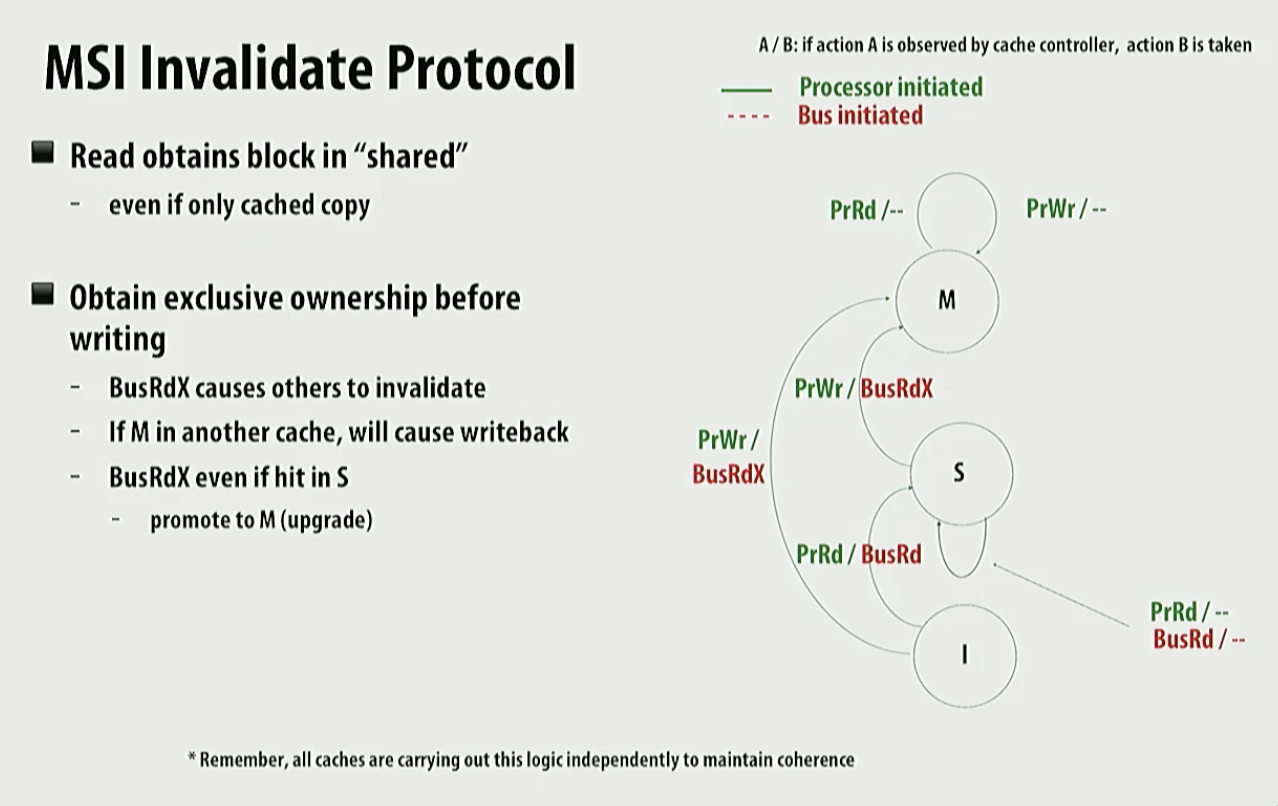 MSI Invalidate Protocol
Read obtains block in “shared”
- even if only cached copy
Obtain exclusive ownership before
writing
- BusRdX causes others to invalidate
- If M in another cache, will cause writeback
- BusRdX even if hit in S
- promote to M (upgrade)
A / B: if action A is observed by cache controller, action B is taken
Processor initiated
Bus initiated
PrRd /--
PrWr / --
M
PrWr / BusRdX
PrWr /
BusRdX
S
PrRd / BusRd
PrRd / --
BusRd / --
I
* Remember, all caches are carrying out this logic independently to maintain coherence